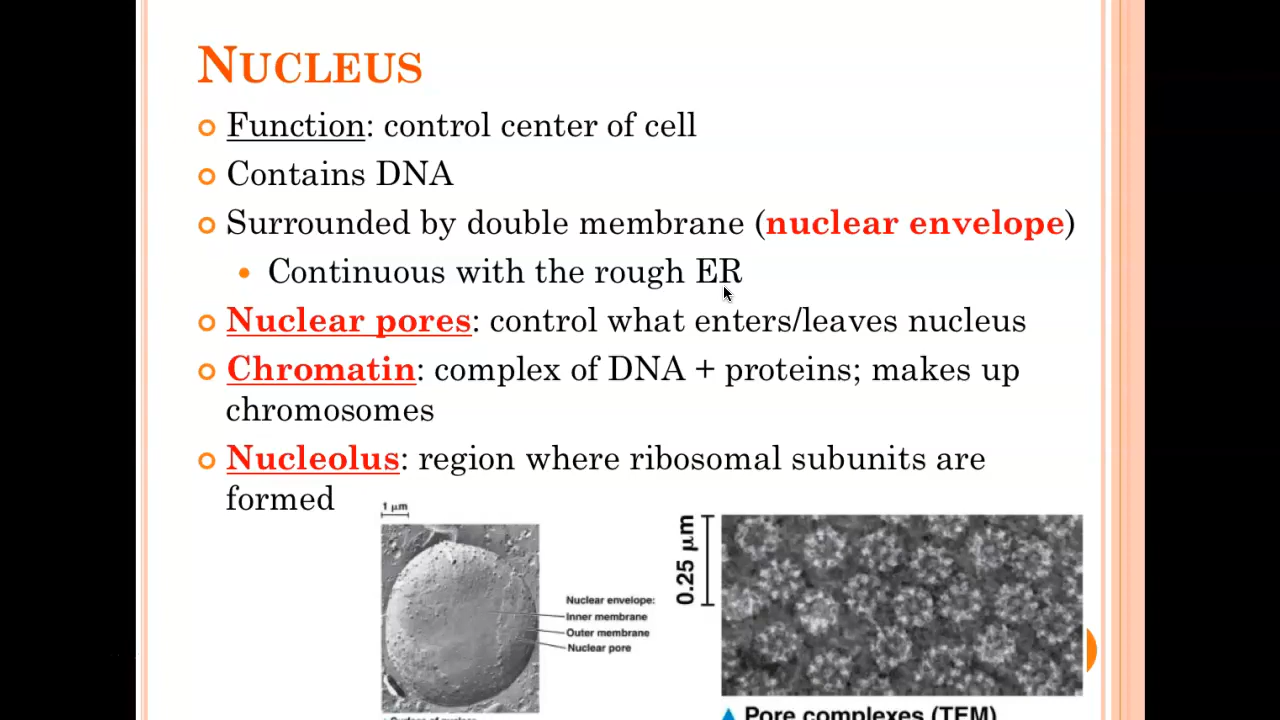 NUCLEUS
Function: control center of cell
Contains DNA
Surrounded by double membrane (nuclear envelope)
Continuous with the rough ER
Nuclear pores: control what enters/leaves nucleus
Chromatin: complex of DNA + proteins; makes up
chromosomes
Nucleolus: region where ribosomal subunits are
formed
1 µm
Nuclear envelope:
Inner membrane
Outer membrane
Nuclear pore
0.25 µm
Surface of nucleus
Pore complexes (TEM)